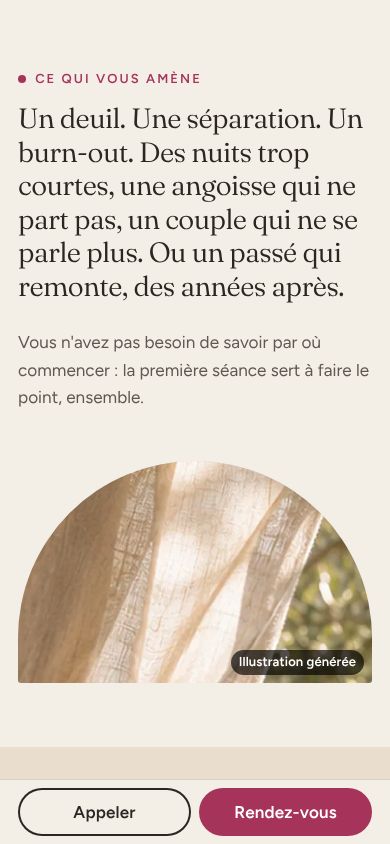 CE QUI VOUS AMÈNE
Un deuil. Une séparation. Un
burn-out. Des nuits trop
courtes, une angoisse qui ne
part pas, un couple qui ne se
parle plus. Ou un passé qui
remonte, des années après.
Vous n'avez pas besoin de savoir par où
commencer : la première séance sert à faire le
point, ensemble.
Illustration générée
Appeler
Rendez-vous